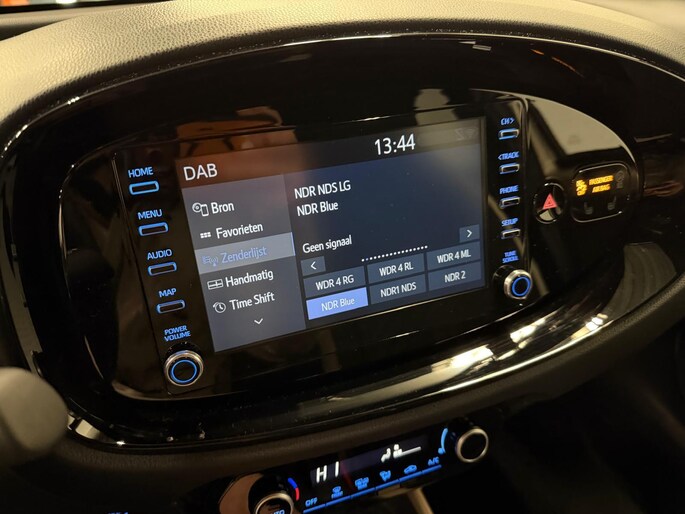 DAB
13:44
Bron
Favorieten
Zenderlijst
Handmatig
Time Shift
NDR NDS LG
NDR Blue
Geen signaal
WDR 4 RG
WDR 4 RL
WDR 4 ML
NDR Blue
NDR1 NDS
NDR 2
HOME
MENU
AUDIO
MAP
POWER
VOLUME
CH>
<TRACK
PHONE
SETUP
TUNE
SCROLL
PASSENGER
AIRBAG
HI
OFF
A/C